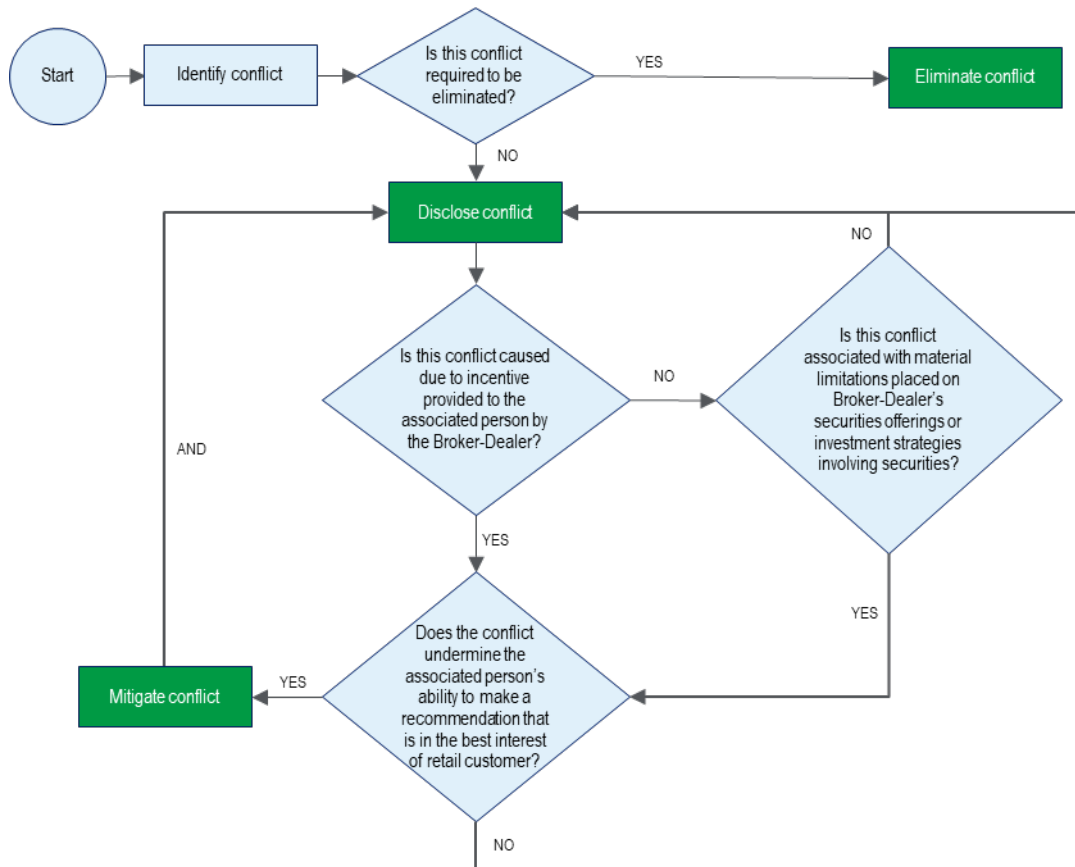 Start
Identify conflict
Is this conflict
required to be
eliminated?
YES
Eliminate conflict
NO
Disclose conflict
NO
Is this conflict caused
due to incentive
provided to the
associated person by
the Broker-Dealer?
NO
Is this conflict
associated with material
limitations placed on
Broker-Dealer's
securities offerings or
investment strategies
involving securities?
AND
YES
YES
Does the conflict
undermine the
associated person's
ability to make a
recommendation that
is in the best interest
of retail customer?
YES
Mitigate conflict
NO